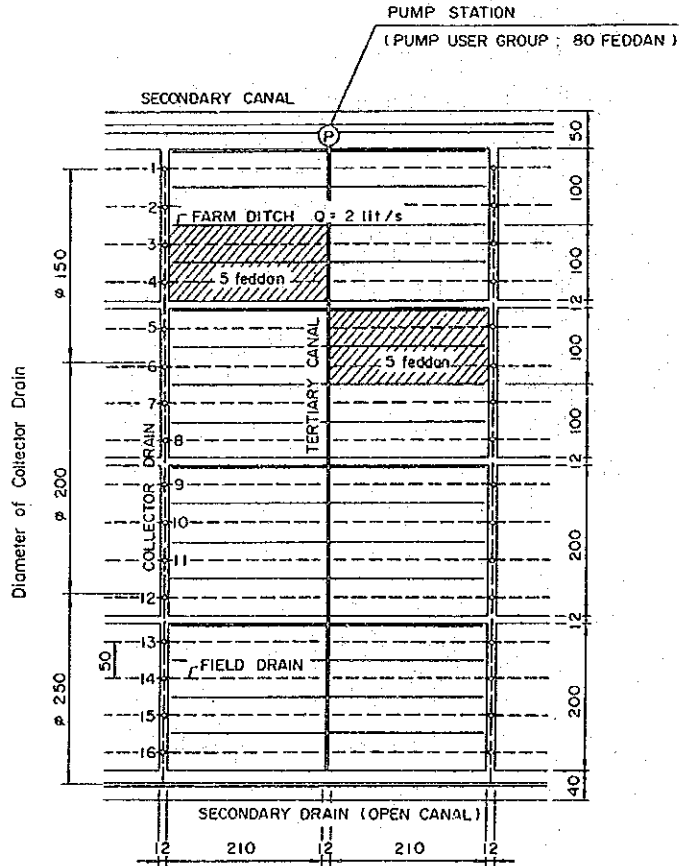 PUMP STATION
( PUMP USER GROUP : 80 FEDDAN )
SECONDARY CANAL
P
50
1
100
2
FARM DITCH Q = 2 lit/s
3
100
4
5 feddan
12
5
100
6
5 feddan
7
100
8
12
9
10
200
11
12
12
13
50
14
FIELD DRAIN
200
15
16
40
TERTIARY CANAL
COLLECTOR DRAIN
Diameter of Collector Drain
ø 150
ø 200
ø 250
SECONDARY DRAIN (OPEN CANAL)
12 210 12 210 12